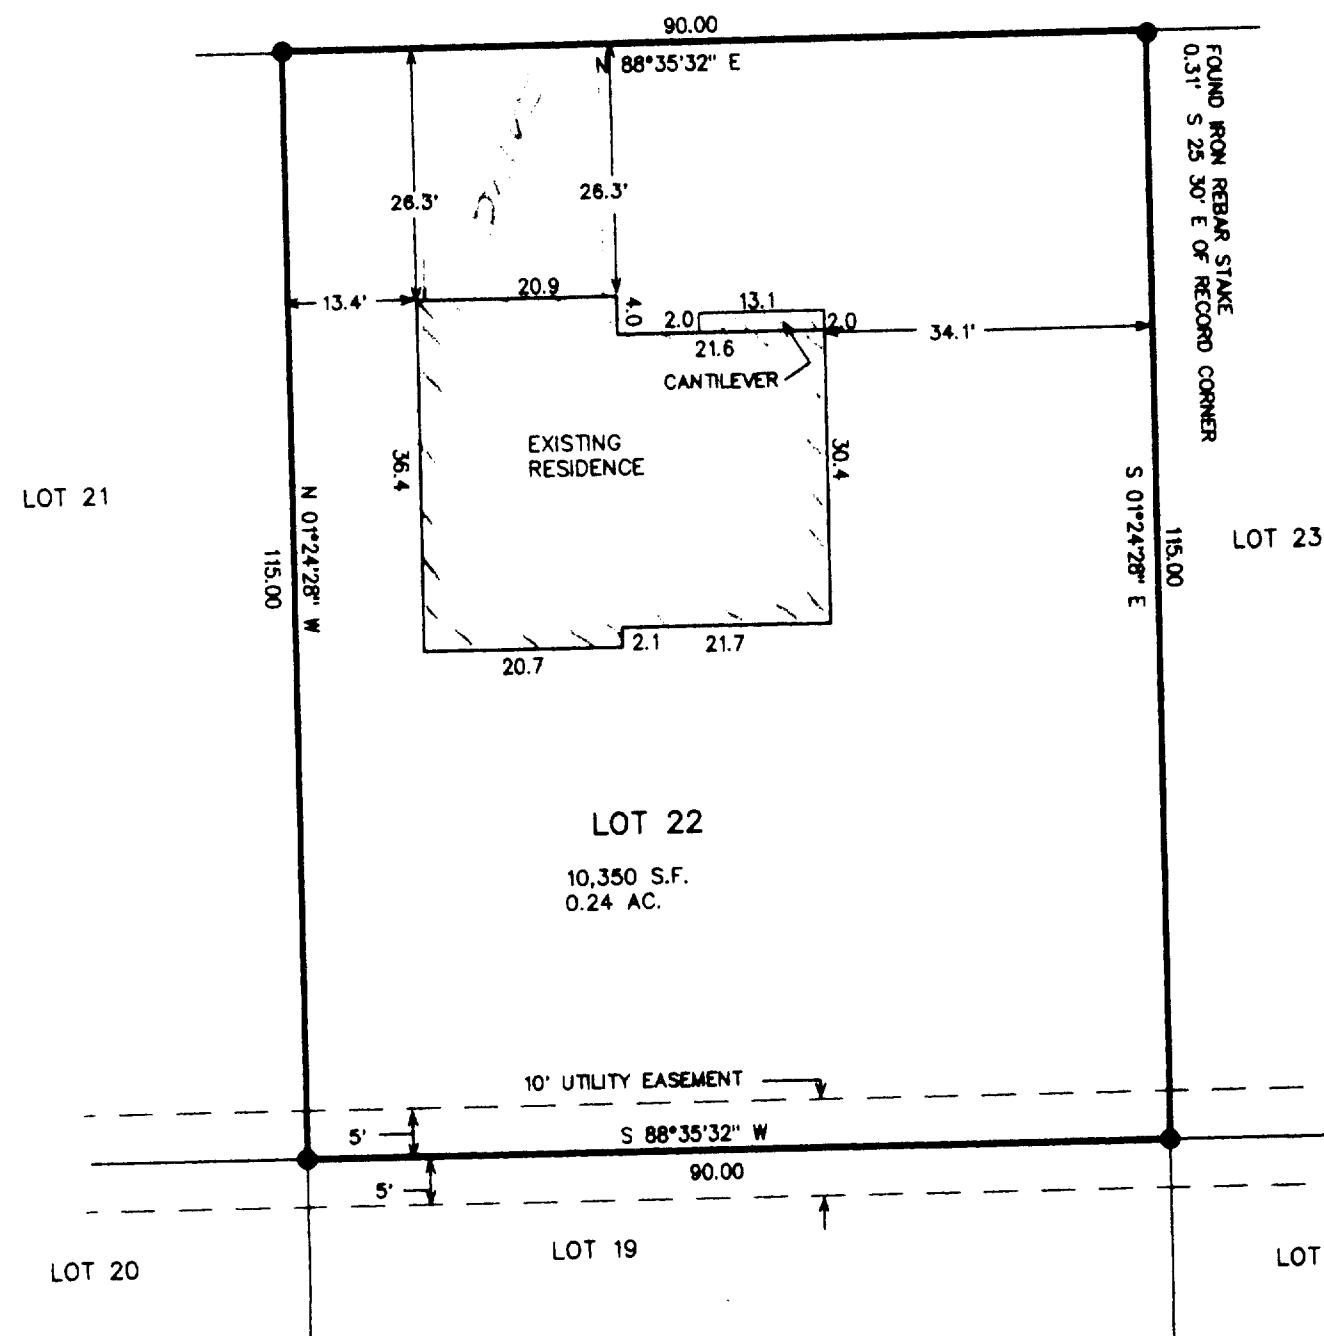 90.00
N 88°35'32" E
FOUND IRON REBAR STAKE
0.31' S 25 30' E OF RECORD CORNER
26.3'
26.3'
13.4'
20.9
4.0
2.0
13.1
2.0
34.1'
21.6
CANTILEVER
EXISTING
RESIDENCE
36.4
30.4
LOT 21
N 01°24'28" W
115.00
S 01°24'28" E
115.00
LOT 23
20.7
2.1
21.7
LOT 22
10,350 S.F.
0.24 AC.
10' UTILITY EASEMENT
5'
S 88°35'32" W
90.00
5'
LOT 20
LOT 19
LOT